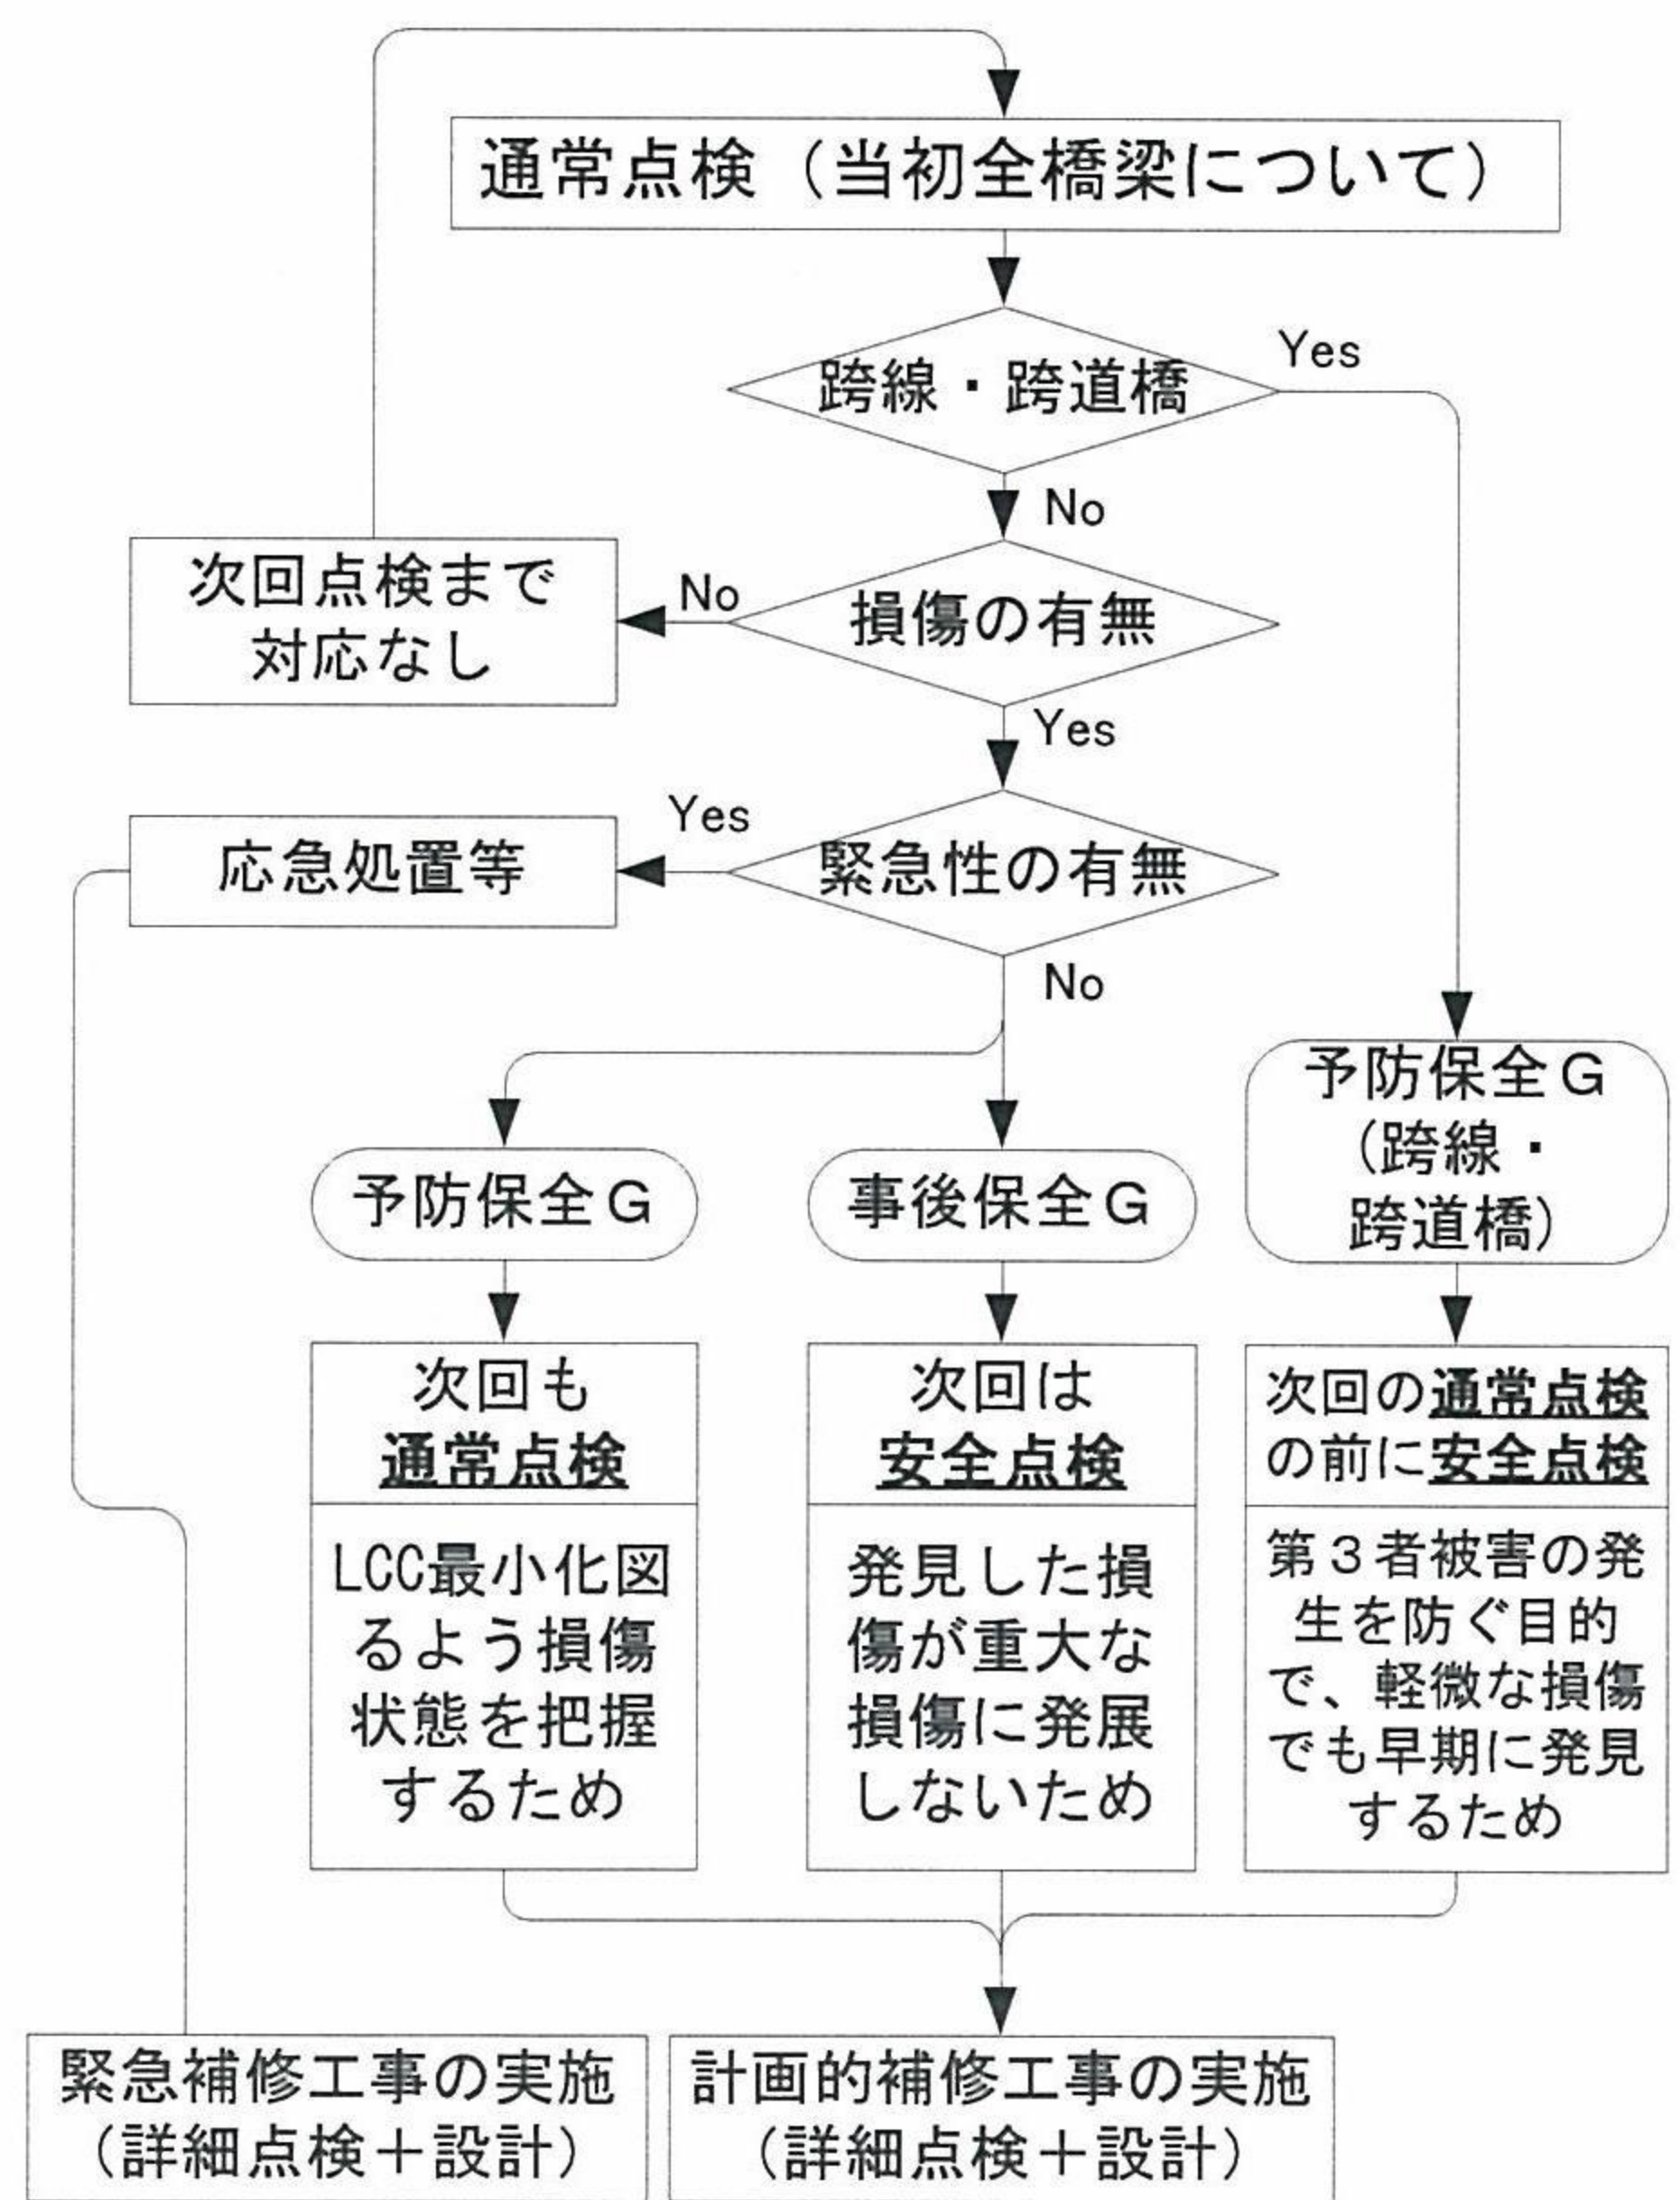 通常点検（当初全橋梁について）
跨線・跨道橋
Yes
No
損傷の有無
No
次回点検まで
対応なし
Yes
緊急性の有無
Yes
応急処置等
No
予防保全Ｇ
事後保全Ｇ
予防保全Ｇ
（跨線・
跨道橋）
次回も
通常点検
LCC最小化図
るよう損傷
状態を把握
するため
次回は
安全点検
発見した損
傷が重大な
損傷に発展
しないため
次回の通常点検
の前に安全点検
第３者被害の発
生を防ぐ目的
で、軽微な損傷
でも早期に発見
するため
緊急補修工事の実施
（詳細点検＋設計）
計画的補修工事の実施
（詳細点検＋設計）